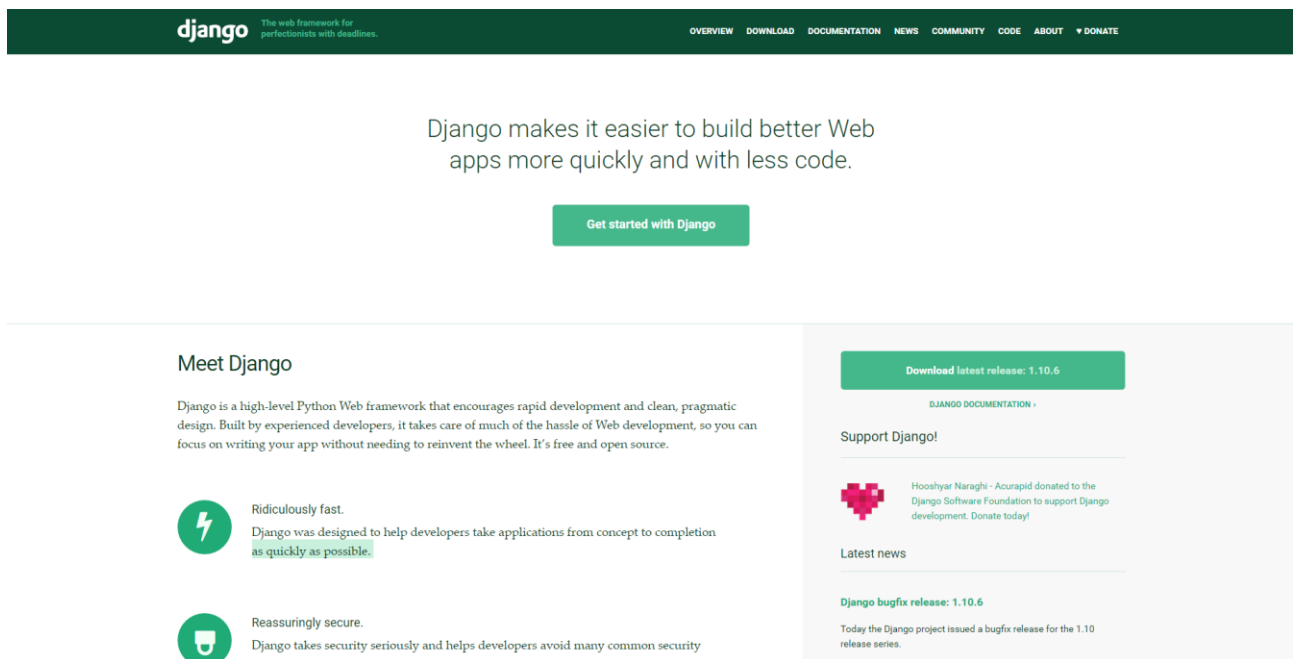 django
The web framework for
perfectionists with deadlines.
OVERVIEW DOWNLOAD DOCUMENTATION NEWS COMMUNITY CODE ABOUT ♥ DONATE
Django makes it easier to build better Web
apps more quickly and with less code.
Get started with Django
Meet Django
Django is a high-level Python Web framework that encourages rapid development and clean, pragmatic
design. Built by experienced developers, it takes care of much of the hassle of Web development, so you can
focus on writing your app without needing to reinvent the wheel. It's free and open source.
Ridiculously fast.
Django was designed to help developers take applications from concept to completion
as quickly as possible.
Reassuringly secure.
Django takes security seriously and helps developers avoid many common security
Download latest release: 1.10.6
DJANGO DOCUMENTATION ›
Support Django!
Hooshyar Naraghi - Acurapid donated to the
Django Software Foundation to support Django
development. Donate today!
Latest news
Django bugfix release: 1.10.6
Today the Django project issued a bugfix release for the 1.10
release series.